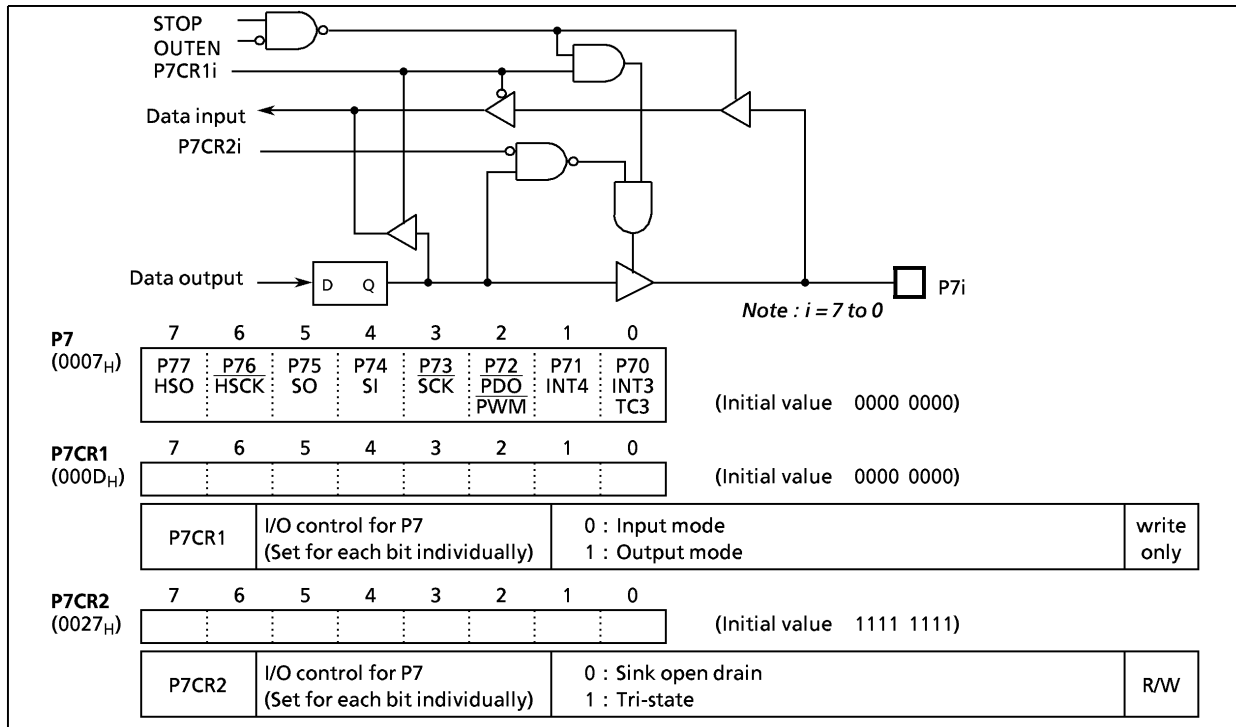 STOP
OUTEN
P7CR1i
Data input
P7CR2i
Data output
D Q
P7i
Note : i = 7 to 0
P7 7 6 5 4 3 2 1 0
(0007H) P77 P76 P75 P74 P73 P72 P71 P70
HSO HSCK SO SI SCK PDO INT4 INT3
PWM TC3
(Initial value 0000 0000)
P7CR1 7 6 5 4 3 2 1 0
(000DH) (Initial value 0000 0000)
P7CR1 I/O control for P7 0 : Input mode write
(Set for each bit individually) 1 : Output mode only
P7CR2 7 6 5 4 3 2 1 0
(0027H) (Initial value 1111 1111)
P7CR2 I/O control for P7 0 : Sink open drain R/W
(Set for each bit individually) 1 : Tri-state